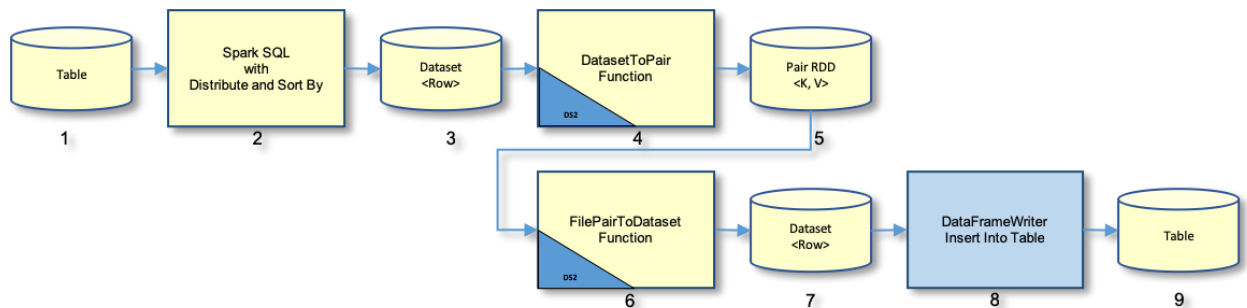 Table
Spark SQL
with
Distribute and Sort By
Dataset
<Row>
DatasetToPair
Function
DS2
Pair RDD
<K, V>
1
2
3
4
5
FilePairToDataset
Function
DS2
Dataset
<Row>
DataFrameWriter
Insert Into Table
Table
6
7
8
9